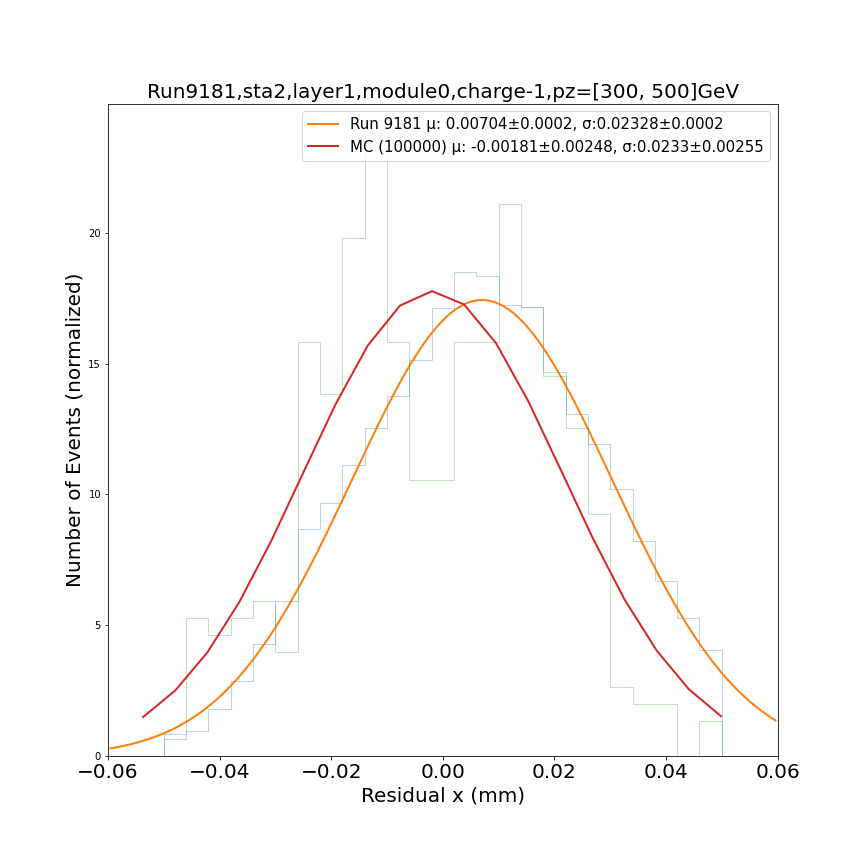 Run9181,sta2,layer1,module0,charge-1,pz=[300, 500]GeV
Run 9181 μ: 0.00704±0.0002, σ:0.02328±0.0002
MC (100000) μ: -0.00181±0.00248, σ:0.0233±0.00255
Number of Events (normalized)
20
15
10
5
0
−0.06 −0.04 −0.02 0.00 0.02 0.04 0.06
Residual x (mm)